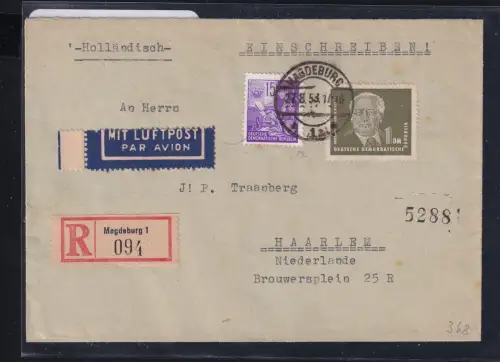 '-Holländisch-
EINSCHREIBEN!
An Herrn
MIT LUFTPOST
PAR AVION
MAGDEBURG
15
DEUTSCHE
DEMOKRATISCHE
REPUBLIK
1 DM
DEUTSCHE DEMOKRATISCHE
REPUBLIK
J! P. Traanberg
R
Magdeburg 1
094
52881
HAARLEM
Niederlande
Brouwersplein 25 R
368